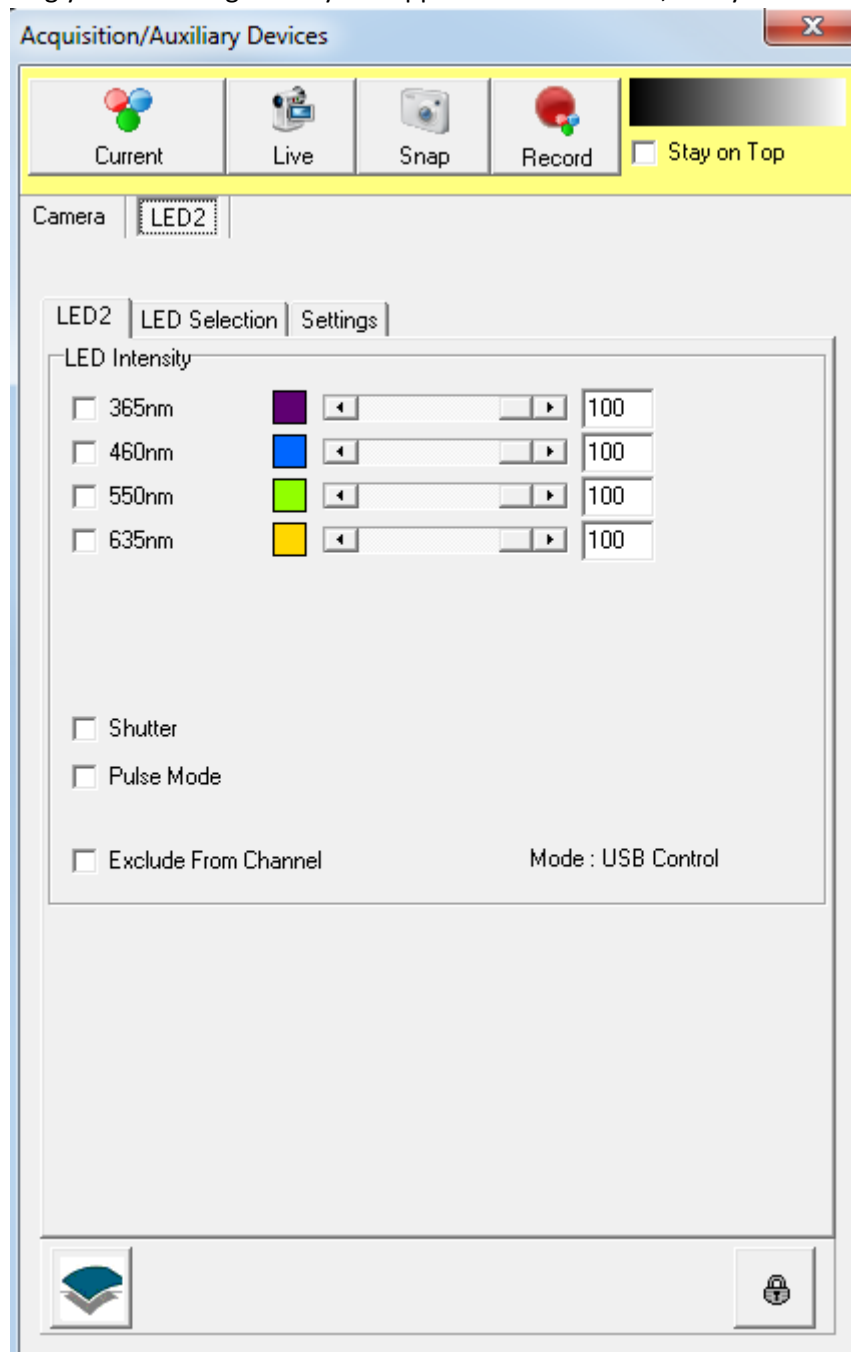 Acquisition/Auxiliary Devices
Current Live Snap Record Stay on Top
Camera LED2
LED2 LED Selection Settings
LED Intensity
365nm 100
460nm 100
550nm 100
635nm 100
Shutter
Pulse Mode
Exclude From Channel Mode : USB Control